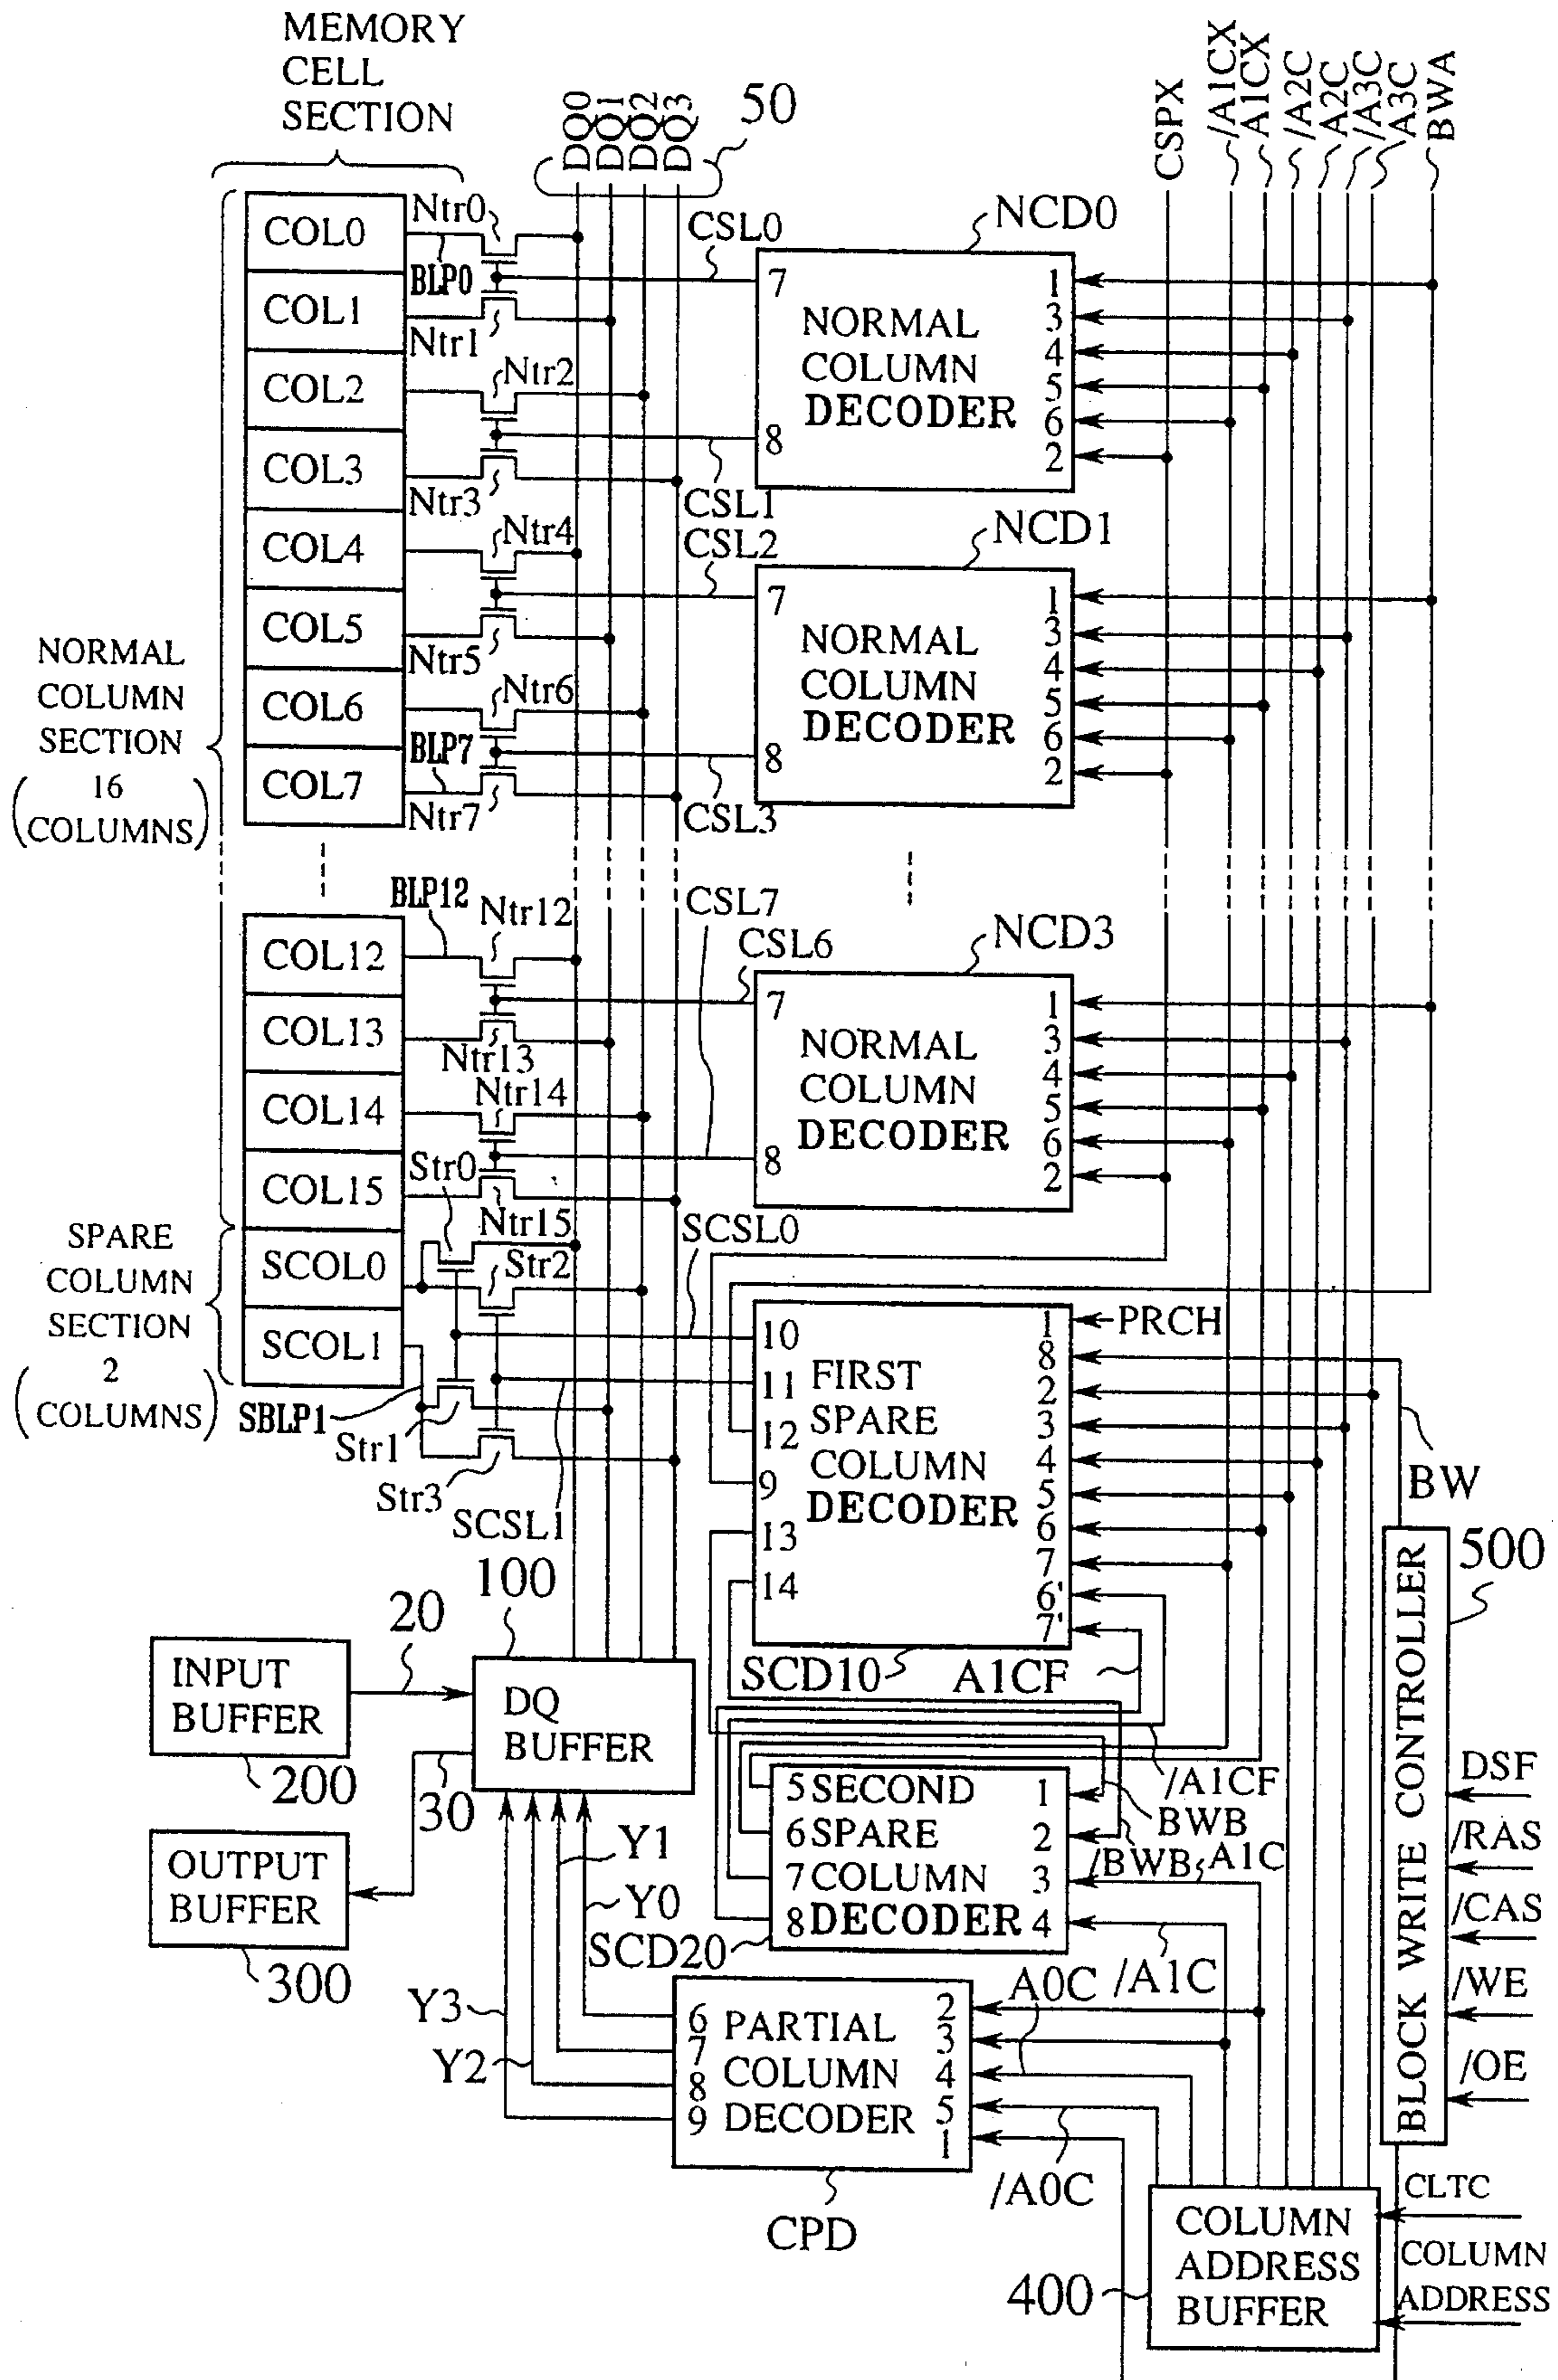 MEMORY
CELL
SECTION
DQ0
DQ1
DQ2
DQ3
50
CSPX
/A1CX
A1CX
/A2C
A2C
/A3C
A3C
BWA
COL0
COL1
COL2
COL3
COL4
COL5
COL6
COL7
Ntr0
BLP0
Ntr1
Ntr2
Ntr3
Ntr4
Ntr5
Ntr6
BLP7
Ntr7
CSL0
CSL1
CSL2
CSL3
NCD0
7
8
NORMAL
COLUMN
DECODER
1
3
4
5
6
2
NCD1
7
8
NORMAL
COLUMN
DECODER
1
3
4
5
6
2
NORMAL
COLUMN
SECTION
16
(COLUMNS)
BLP12
Ntr12
CSL7
CSL6
COL12
COL13
COL14
COL15
Ntr13
Ntr14
Str0
Ntr15
NCD3
7
8
NORMAL
COLUMN
DECODER
1
3
4
5
6
2
SPARE
COLUMN
SECTION
2
(COLUMNS)
SCOL0
SCOL1
Str2
SCSL0
SBLP1
Str1
Str3
SCSL1
10
11
12
9
13
14
FIRST
SPARE
COLUMN
DECODER
1
8
2
3
4
5
6
7
6'
7'
PRCH
BW
SCD10
A1CF
500
BLOCK WRITE CONTROLLER
DSF
/RAS
/CAS
/WE
/OE
100
20
INPUT
BUFFER
200
DQ
BUFFER
30
OUTPUT
BUFFER
300
Y1
Y0
Y3
Y2
/A1CF
BWB
/BWB
A1C
5 SECOND 1
6 SPARE 2
7 COLUMN 3
8 DECODER 4
SCD20
/A1C
A0C
6 PARTIAL
7
8 COLUMN
9 DECODER
2
3
4
5
1
/A0C
CPD
CLTC
COLUMN
ADDRESS
COLUMN
ADDRESS
BUFFER
400